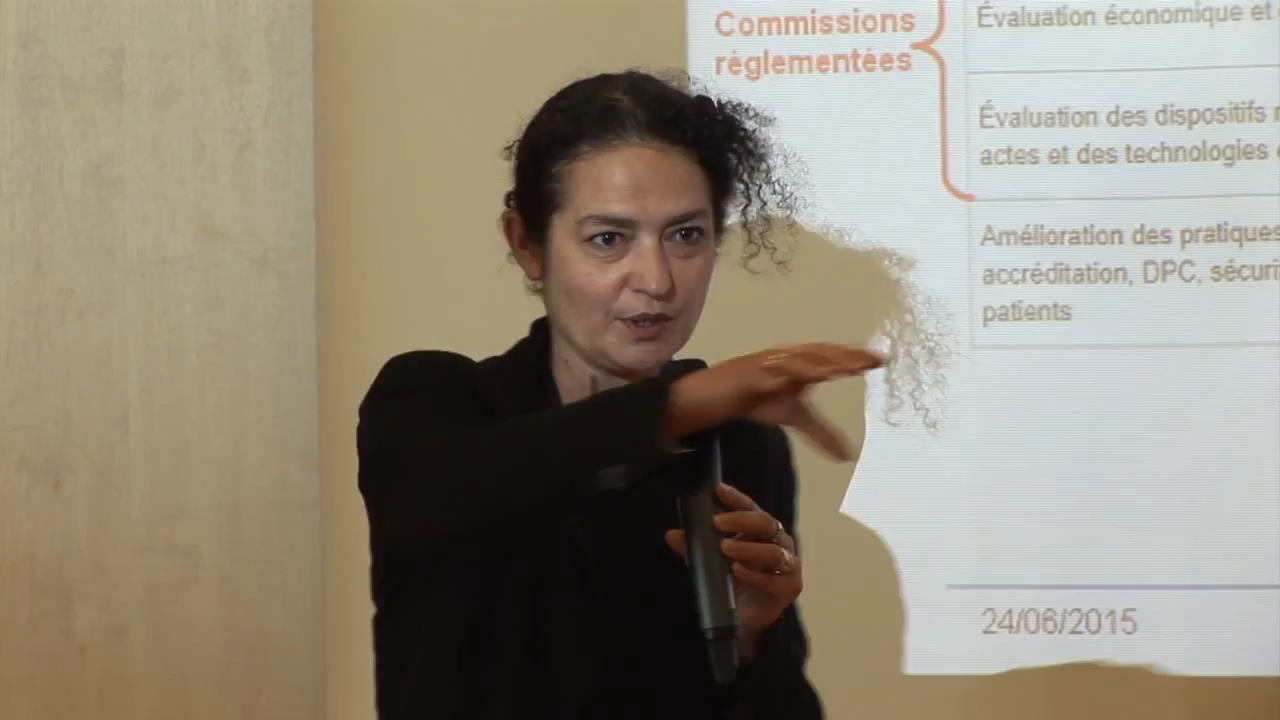 Commissions
règlementées
Évaluation économique et
Évaluation des dispositifs
actes et des technologies
Amélioration des pratiques
accréditation, DPC, sécuri
patients
24/06/2015